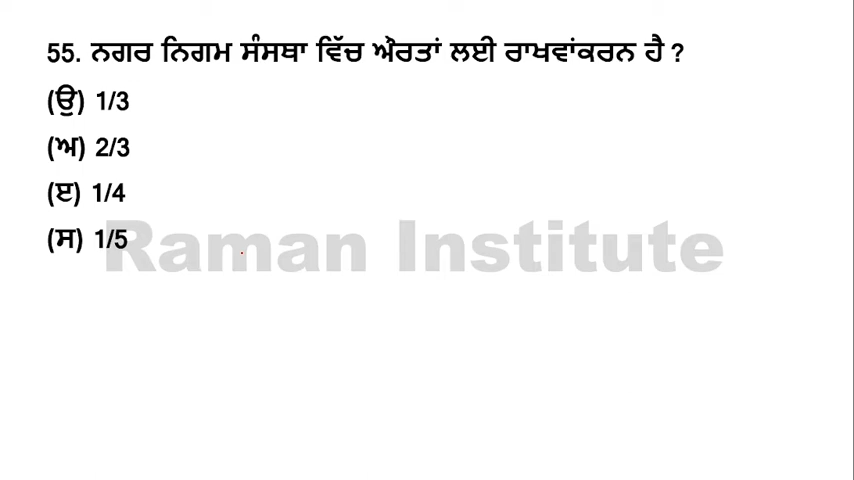 55. ਨਗਰ ਨਿਗਮ ਸੰਸਥਾ ਵਿੱਚ ਔਰਤਾਂ ਲਈ ਰਾਖਵਾਂਕਰਨ ਹੈ ?
(ੳ) 1/3
(ਅ) 2/3
(ੲ) 1/4
(ਸ) 1/5
Raman Institute